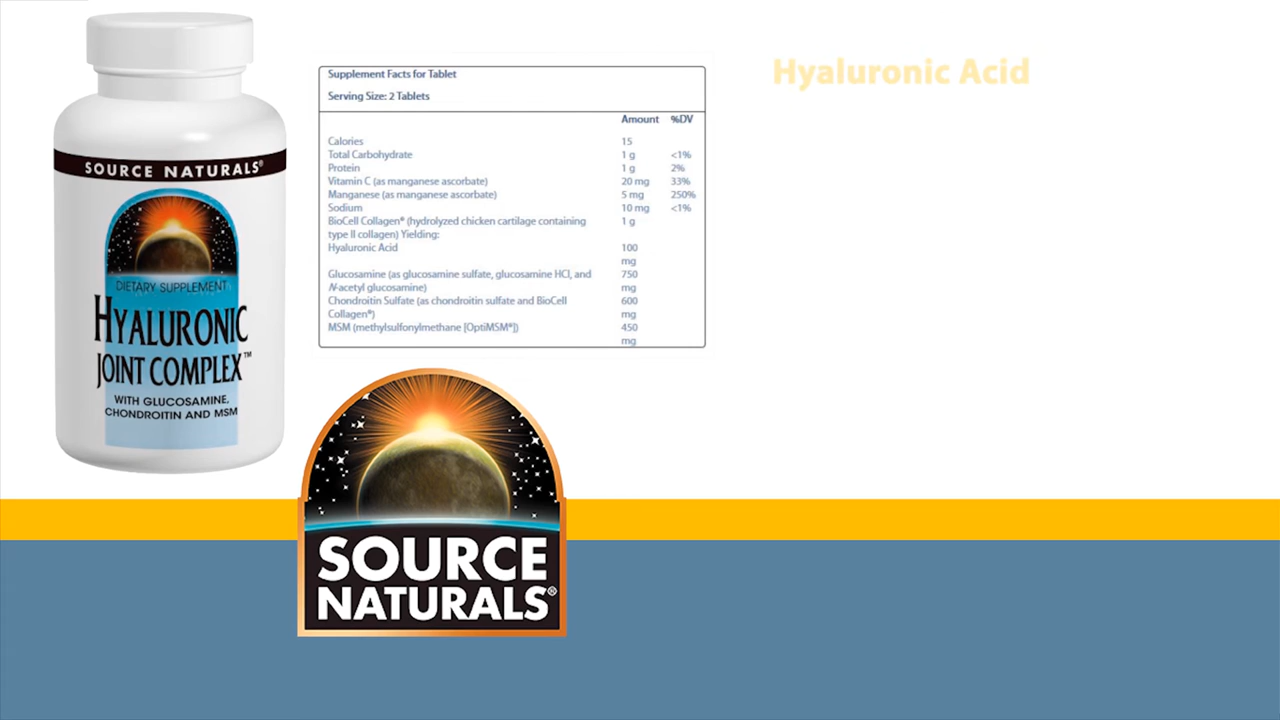 SOURCE NATURALS®
DIETARY SUPPLEMENT
HYALURONIC
JOINT COMPLEX™
WITH GLUCOSAMINE,
CHONDROITIN AND MSM
Supplement Facts for Tablet
Serving Size: 2 Tablets
Amount %DV
Calories 15
Total Carbohydrate 1 g <1%
Protein 1 g 2%
Vitamin C (as manganese ascorbate) 20 mg 33%
Manganese (as manganese ascorbate) 5 mg 250%
Sodium 10 mg <1%
BioCell Collagen® (hydrolyzed chicken cartilage containing 1 g
type II collagen) Yielding:
Hyaluronic Acid 100
mg
Glucosamine (as glucosamine sulfate, glucosamine HCl, and 750
N-acetyl glucosamine) mg
Chondroitin Sulfate (as chondroitin sulfate and BioCell 600
Collagen®) mg
MSM (methylsulfonylmethane [OptiMSM®]) 450
mg
Hyaluronic Acid
SOURCE
NATURALS®